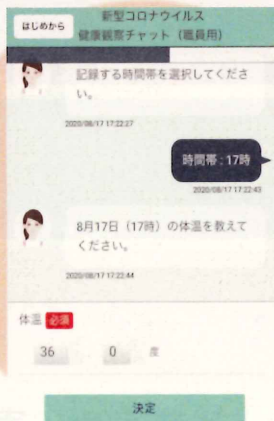 はじめから
新型コロナウイルス
健康観察チャット（職員用）
記録する時間帯を選択してくださ
い。
2020/08/17 17:22:27
時間帯：17時
2020/08/17 17:22:43
8月17日（17時）の体温を教えて
ください。
2020/08/17 17:22:44
体温 必須
36 0 度
決定